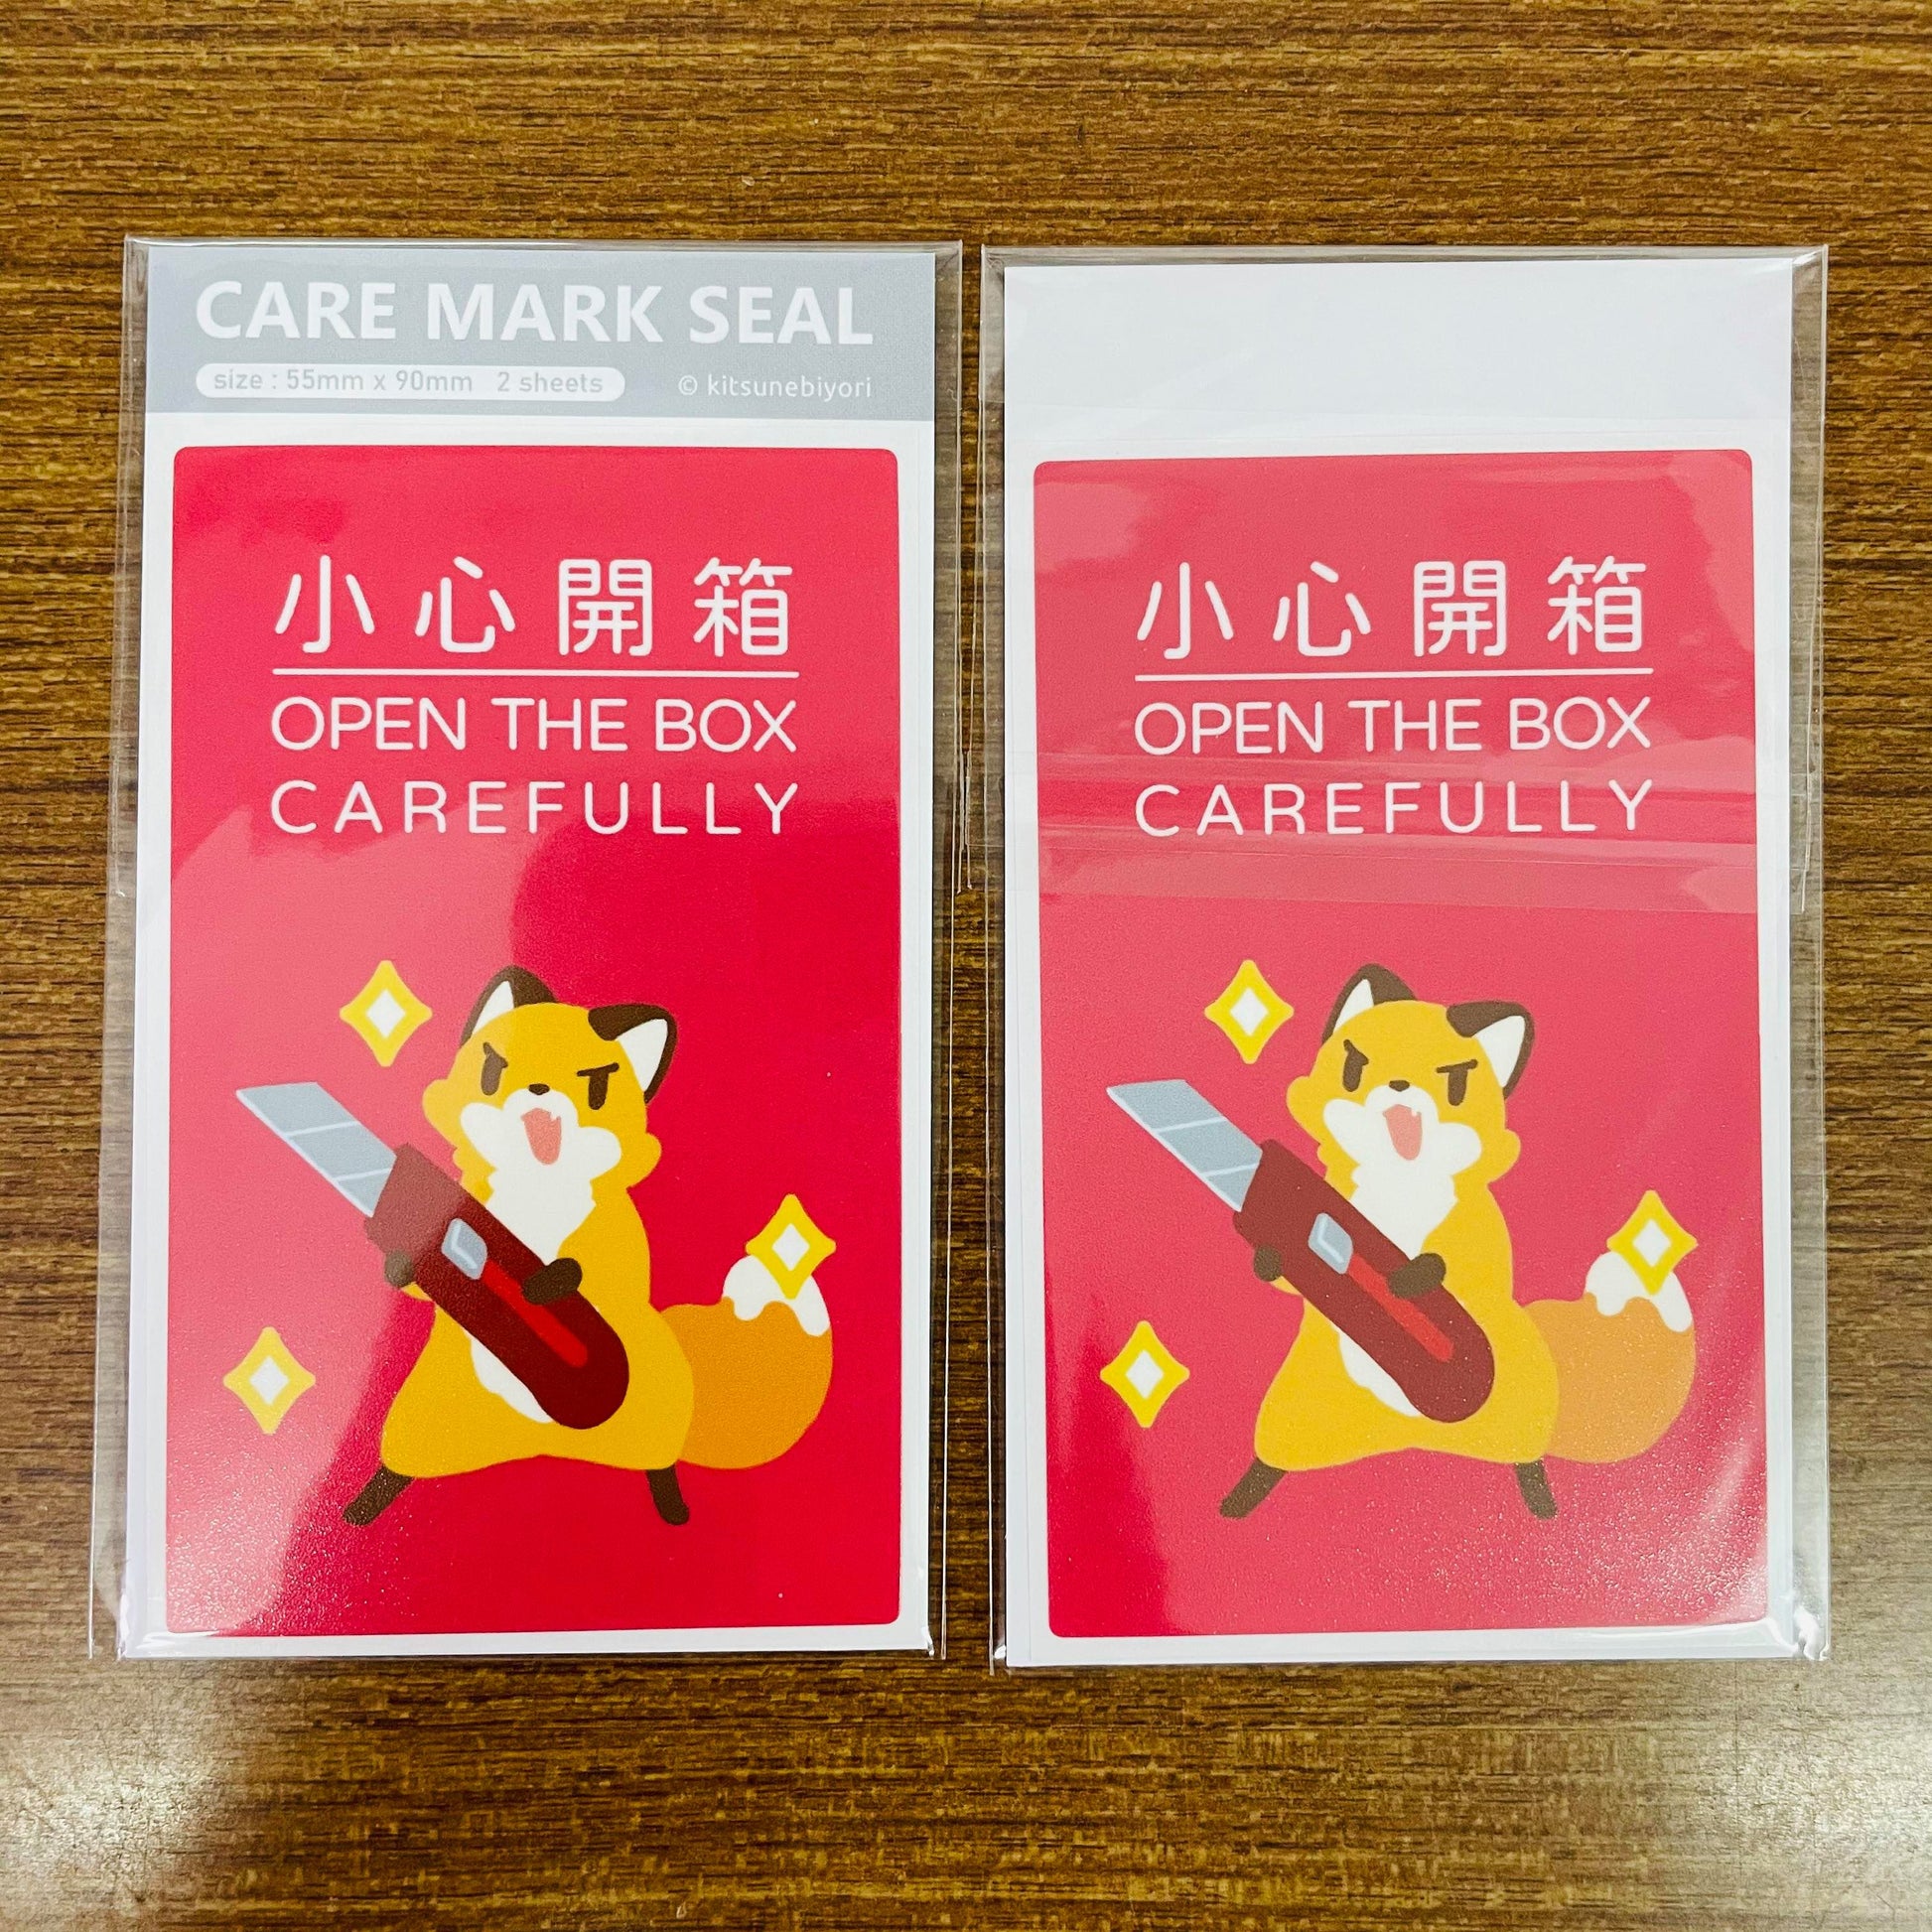 CARE MARK SEAL
size : 55mm x 90mm 2 sheets
© kitsunebiyori
小心開箱
OPEN THE BOX
CAREFULLY
小心開箱
OPEN THE BOX
CAREFULLY